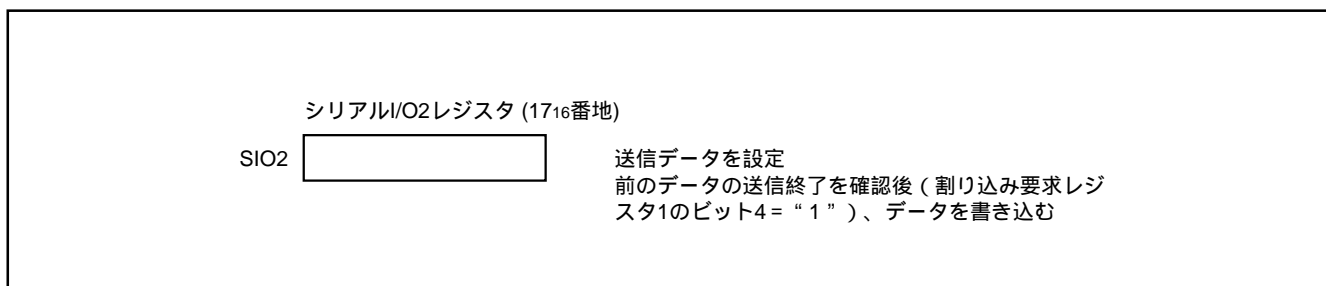 シリアルI/O2レジスタ (1716番地)
SIO2
送信データを設定
前のデータの送信終了を確認後(割り込み要求レジ
スタ1のビット4=“1”)、データを書き込む